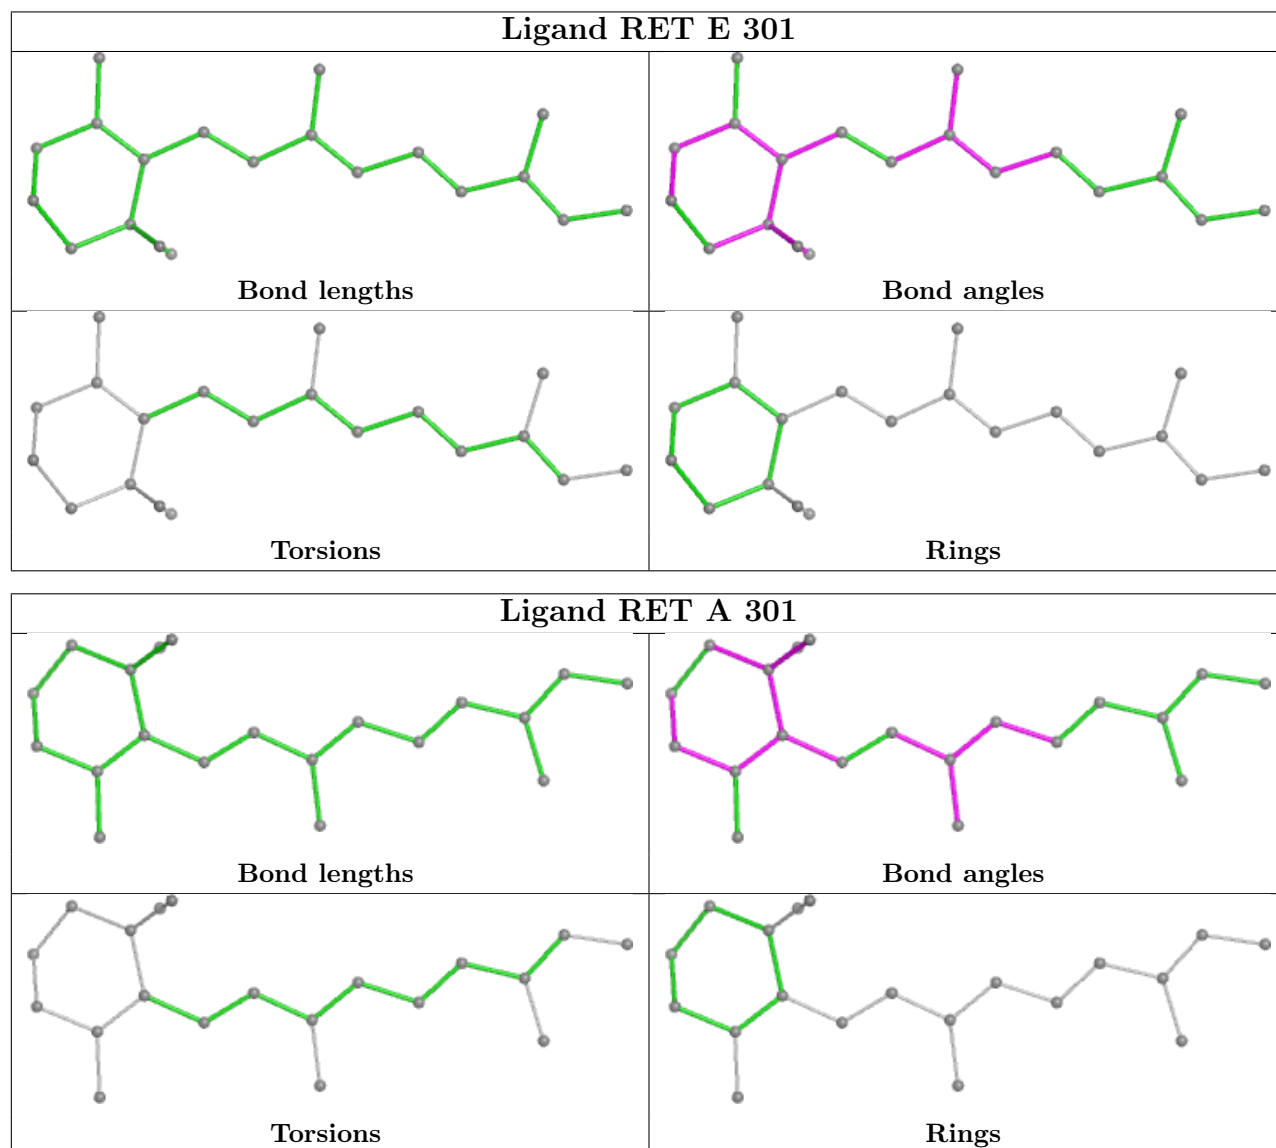 Ligand RET E 301
Bond lengths
Bond angles
Torsions
Rings
Ligand RET A 301
Bond lengths
Bond angles
Torsions
Rings